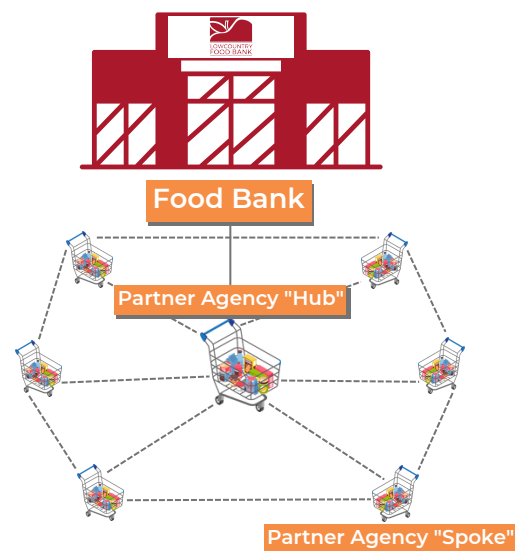 LOWCOUNTRY
FOOD BANK
Food Bank
Partner Agency "Hub"
Partner Agency "Spoke"